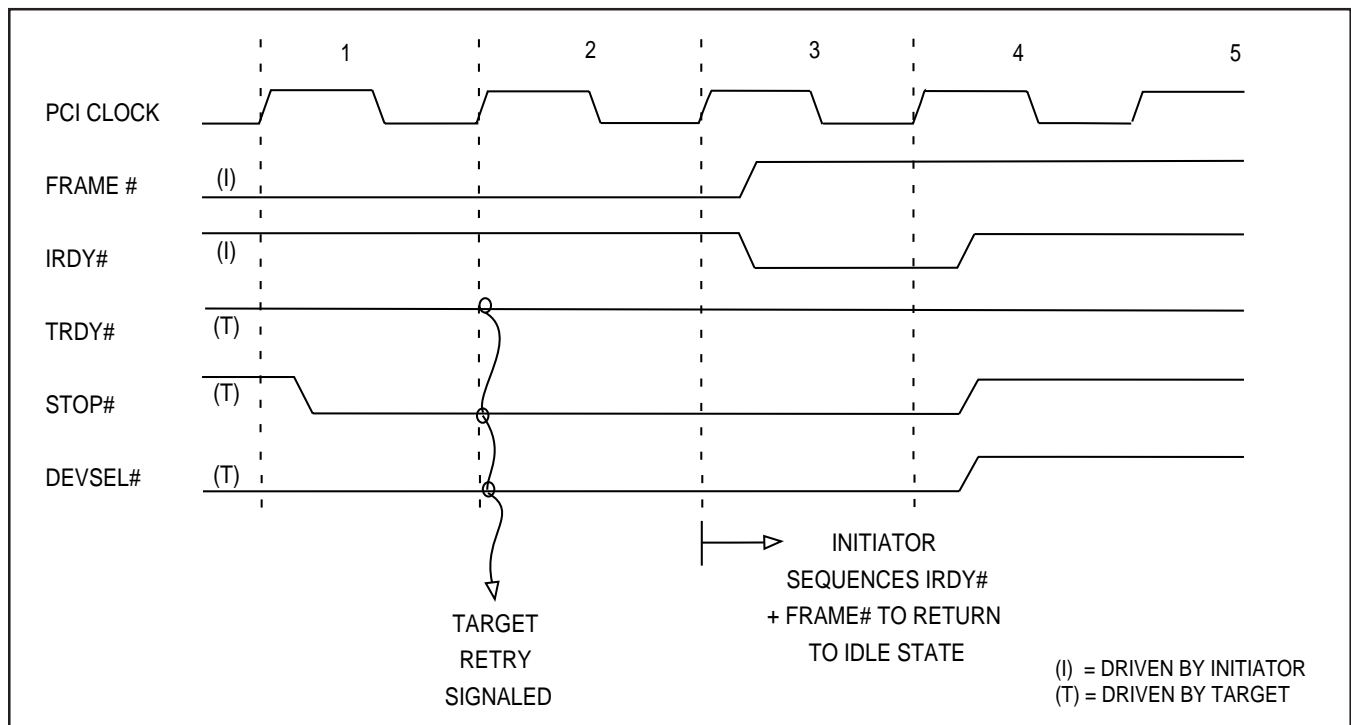 1 2 3 4 5
PCI CLOCK
FRAME # (I)
IRDY# (I)
TRDY# (T)
STOP# (T)
DEVSEL# (T)
TARGET
RETRY
SIGNALED
INITIATOR
SEQUENCES IRDY#
+ FRAME# TO RETURN
TO IDLE STATE
(I) = DRIVEN BY INITIATOR
(T) = DRIVEN BY TARGET